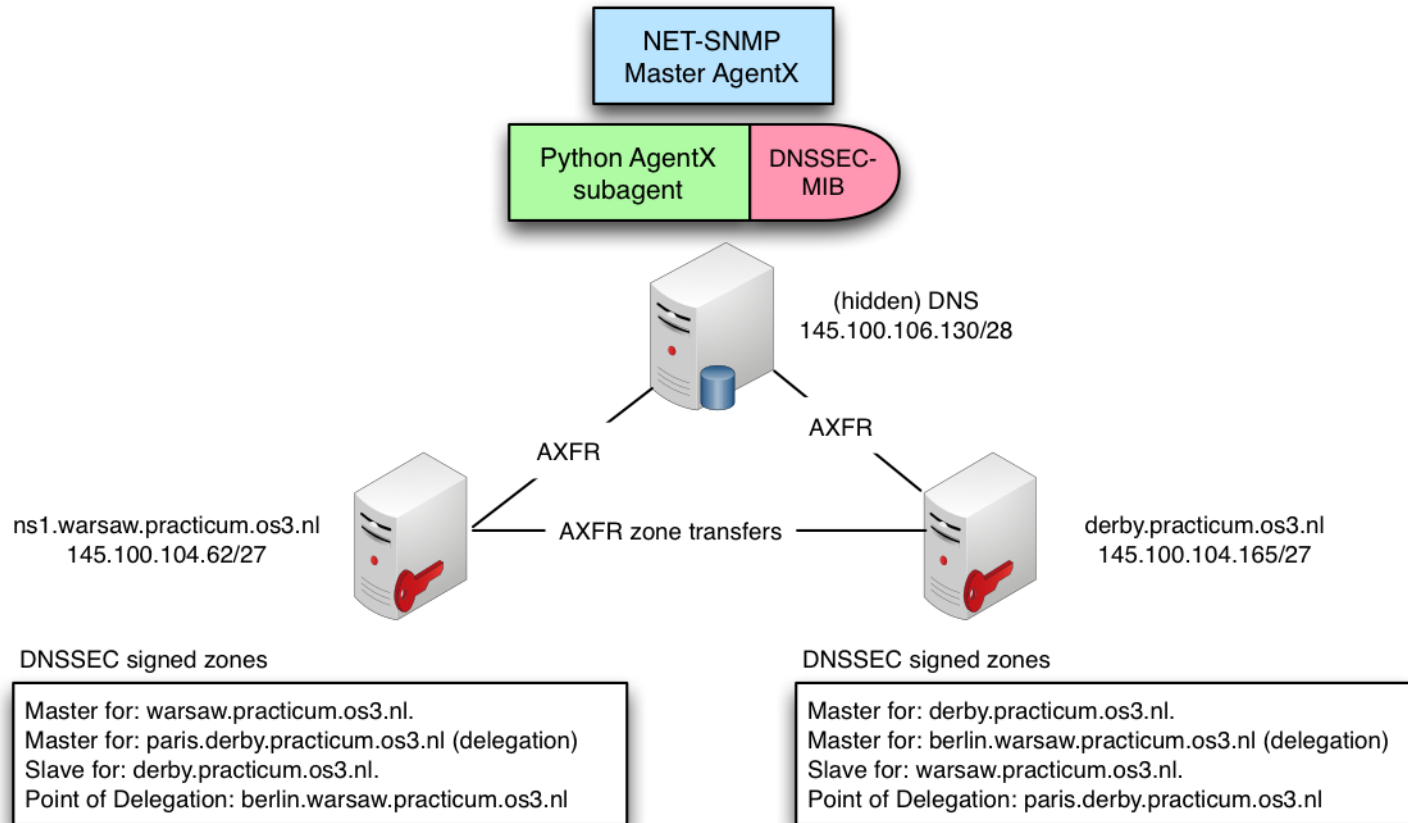 NET-SNMP
Master AgentX
Python AgentX
subagent
DNSSEC-
MIB
(hidden) DNS
145.100.106.130/28
AXFR
AXFR
ns1.warsaw.practicum.os3.nl
145.100.104.62/27
AXFR zone transfers
derby.practicum.os3.nl
145.100.104.165/27
DNSSEC signed zones
Master for: warsaw.practicum.os3.nl.
Master for: paris.derby.practicum.os3.nl (delegation)
Slave for: derby.practicum.os3.nl.
Point of Delegation: berlin.warsaw.practicum.os3.nl
DNSSEC signed zones
Master for: derby.practicum.os3.nl.
Master for: berlin.warsaw.practicum.os3.nl (delegation)
Slave for: warsaw.practicum.os3.nl.
Point of Delegation: paris.derby.practicum.os3.nl